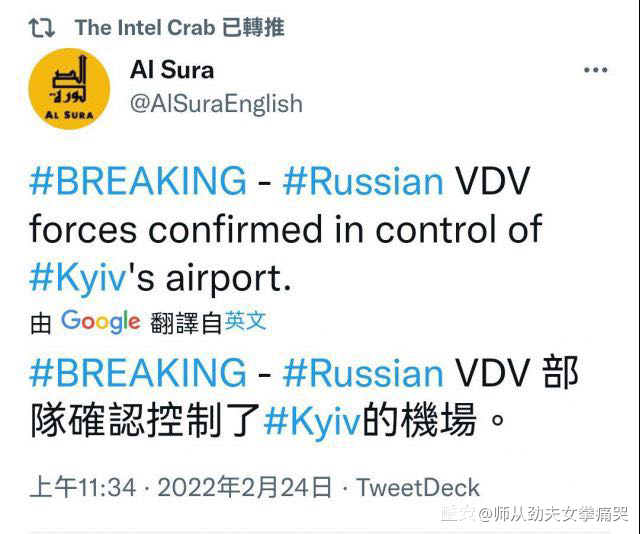 The Intel Crab 已轉推
Al Sura
@AlSuraEnglish
AL SURA
#BREAKING - #Russian VDV
forces confirmed in control of
#Kyiv's airport.
由 Google 翻譯自英文
#BREAKING - #Russian VDV 部
隊確認控制了#Kyiv的機場。
上午11:34 · 2022年2月24日 · TweetDeck
@师从劲夫女拳痛哭